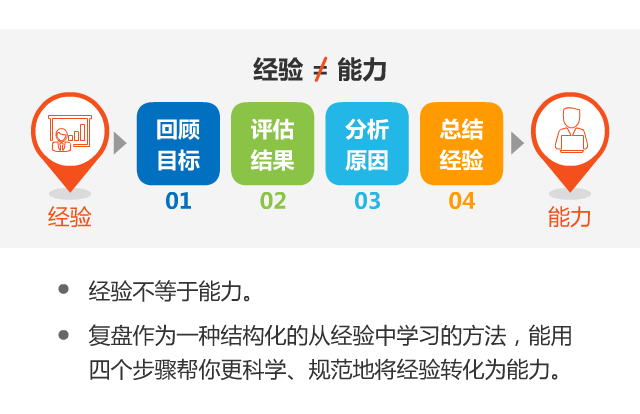 经验 ≠ 能力
回顾
目标
评估
结果
分析
原因
总结
经验
01
02
03
04
经验
能力
经验不等于能力。
复盘作为一种结构化的从经验中学习的方法，能用
四个步骤帮你更科学、规范地将经验转化为能力。